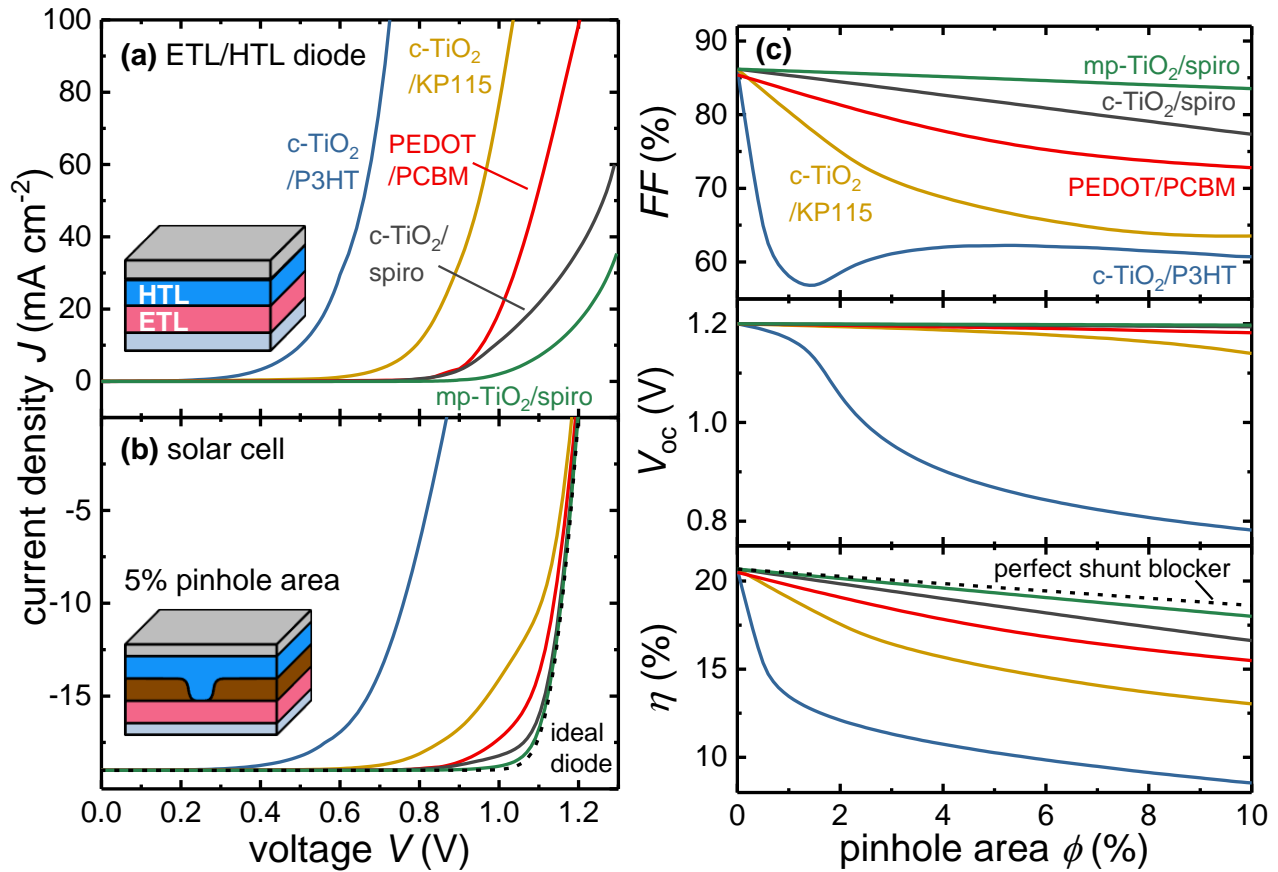 (a) ETL/HTL diode
c-TiO₂
/KP115
c-TiO₂
/P3HT
PEDOT
/PCBM
c-TiO₂/
spiro
mp-TiO₂/spiro
HTL
ETL
100
80
60
40
20
0
current density J (mA cm⁻²)
(b) solar cell
5% pinhole area
ideal
diode
-5
-10
-15
0.0 0.2 0.4 0.6 0.8 1.0 1.2
voltage V (V)
(c)
mp-TiO₂/spiro
c-TiO₂/spiro
c-TiO₂
/KP115
PEDOT/PCBM
c-TiO₂/P3HT
90
80
70
60
FF (%)
1.2
1.0
0.8
Voc (V)
perfect shunt blocker
20
15
10
η (%)
0 2 4 6 8 10
pinhole area ϕ (%)